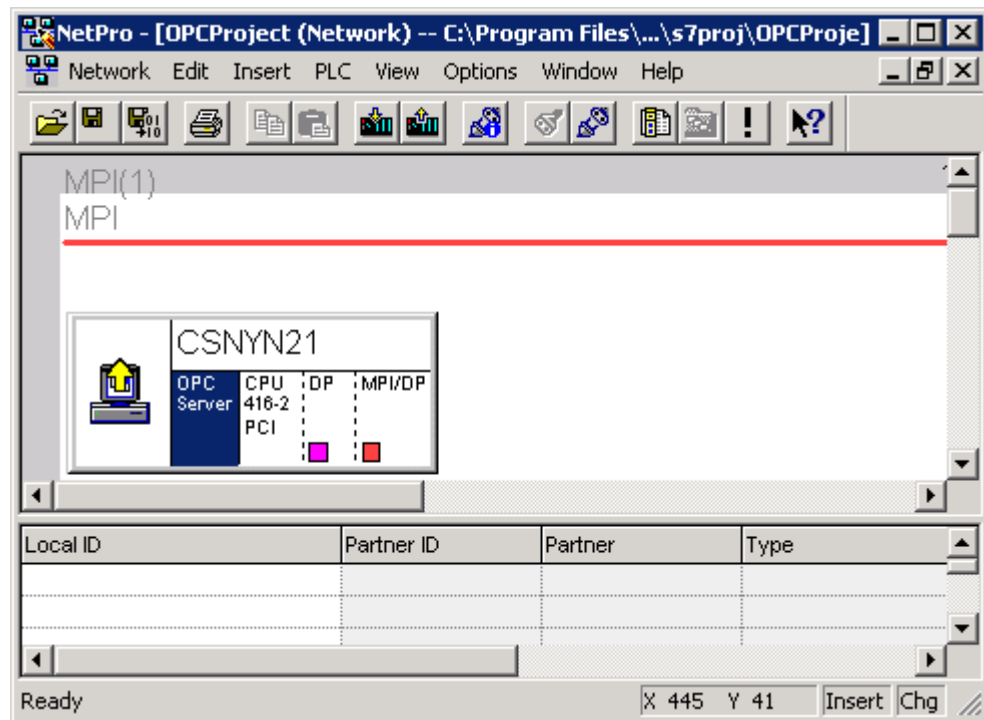 NetPro - [OPCProject (Network) -- C:\Program Files\...\s7proj\OPCProje]
Network Edit Insert PLC View Options Window Help
MPI(1)
MPI
CSNYN21
OPC Server
CPU 416-2 PCI
DP
MPI/DP
Local ID Partner ID Partner Type
Ready X 445 Y 41 Insert Chg